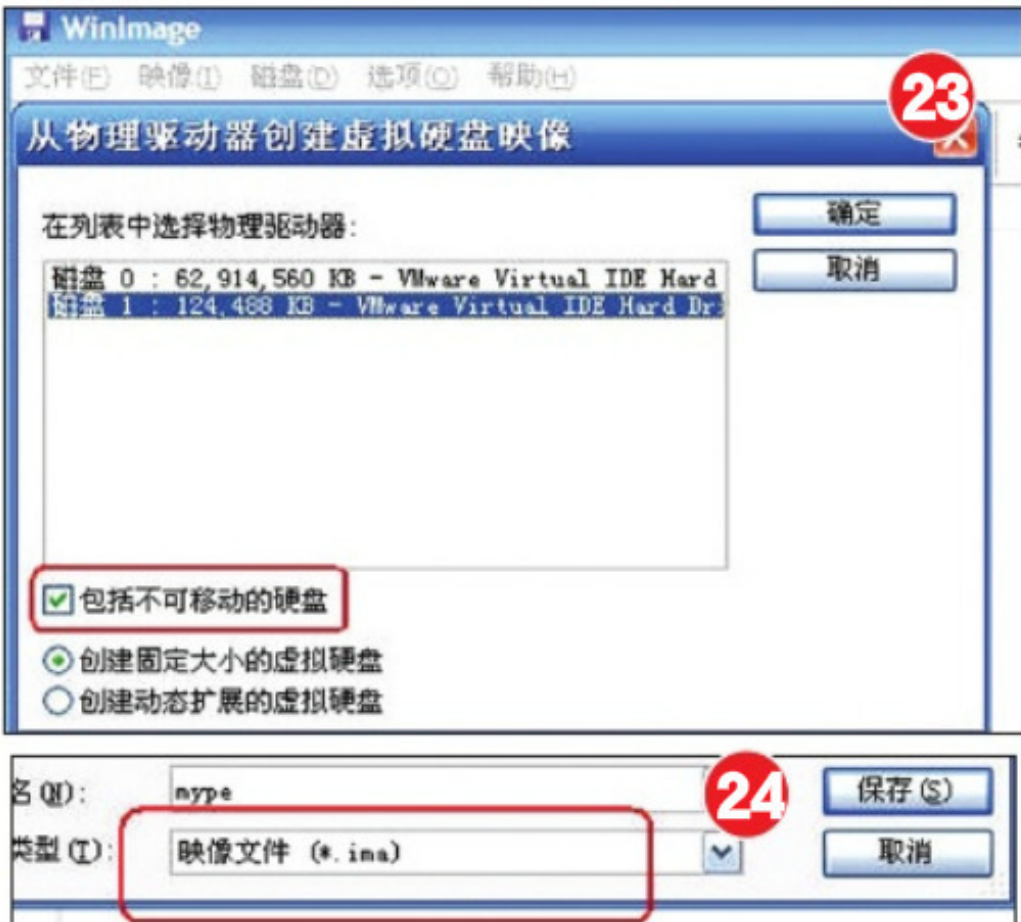 WinImage
文件(F) 映像(I) 磁盘(D) 选项(O) 帮助(H)
23
从物理驱动器创建虚拟硬盘映像
在列表中选择物理驱动器:
确定
磁盘 0 : 62,914,560 KB - VMware Virtual IDE Hard
取消
磁盘 1 : 124,488 KB - VMware Virtual IDE Hard Dri
包括不可移动的硬盘
创建固定大小的虚拟硬盘
创建动态扩展的虚拟硬盘
名(N): mype
24
保存(S)
类型(T): 映像文件 (*.ima)
取消